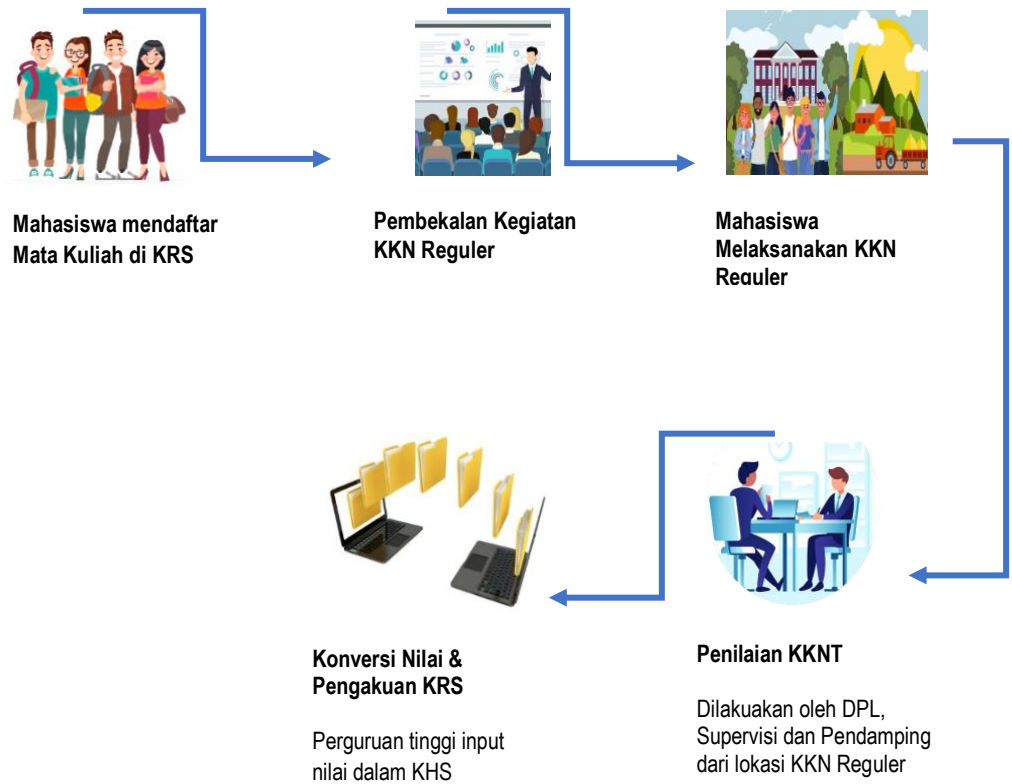 Mahasiswa mendaftar
Mata Kuliah di KRS
Pembekalan Kegiatan
KKN Reguler
Mahasiswa
Melaksanakan KKN
Reguler
Penilaian KKNT
Dilakuakan oleh DPL,
Supervisi dan Pendamping
dari lokasi KKN Reguler
Konversi Nilai &
Pengakuan KRS
Perguruan tinggi input
nilai dalam KHS